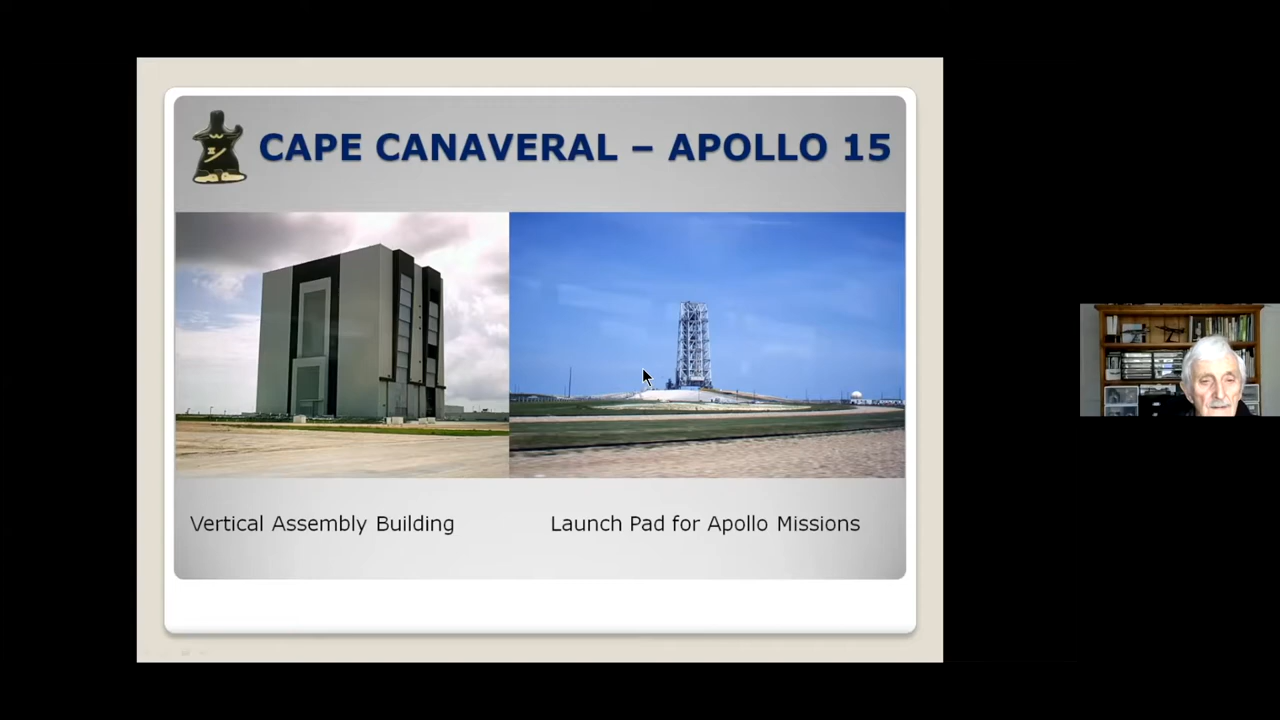 CAPE CANAVERAL – APOLLO 15
Vertical Assembly Building
Launch Pad for Apollo Missions